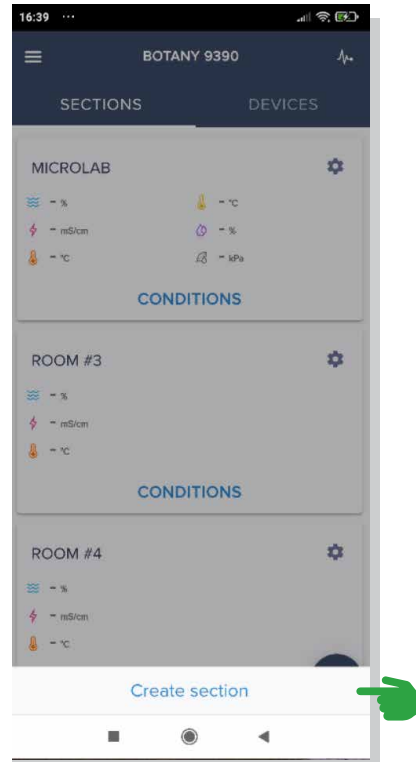 16:39 ...
BOTANY 9390
SECTIONS DEVICES
MICROLAB
- % - °C
- mS/cm - %
- °C - kPa
CONDITIONS
ROOM #3
- %
- mS/cm
- °C
CONDITIONS
ROOM #4
- %
- mS/cm
- °C
Create section